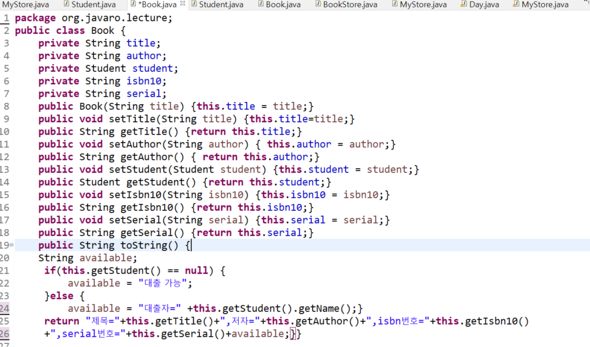 MyStore.java Student.java *Book.java Student.java Book.java BookStore.java MyStore.java Day.java MyStore.java
1 package org.javaro.lecture;
2 public class Book {
3 private String title;
4 private String author;
5 private Student student;
6 private String isbn10;
7 private String serial;
8 public Book(String title) {this.title = title;}
9 public void setTitle(String title) {this.title=title;}
10 public String getTitle() {return this.title;}
11 public void setAuthor(String author) { this.author = author;}
12 public String getAuthor() { return this.author;}
13 public void setStudent(Student student) {this.student = student;}
14 public Student getStudent() {return this.student;}
15 public void setIsbn10(String isbn10) {this.isbn10 = isbn10;}
16 public String getIsbn10() {return this.isbn10;}
17 public void setSerial(String serial) {this.serial = serial;}
18 public String getSerial() {return this.serial;}
19 public String toString() {
20 String available;
21 if(this.getStudent() == null) {
22 available = "대출 가능";
23 }else {
24 available = "대출자=" +this.getStudent().getName();}
25 return "제목="+this.getTitle()+",저자="+this.getAuthor()+",isbn번호="+this.getIsbn10()
26 +",serial번호="+this.getSerial()+available;}}
27